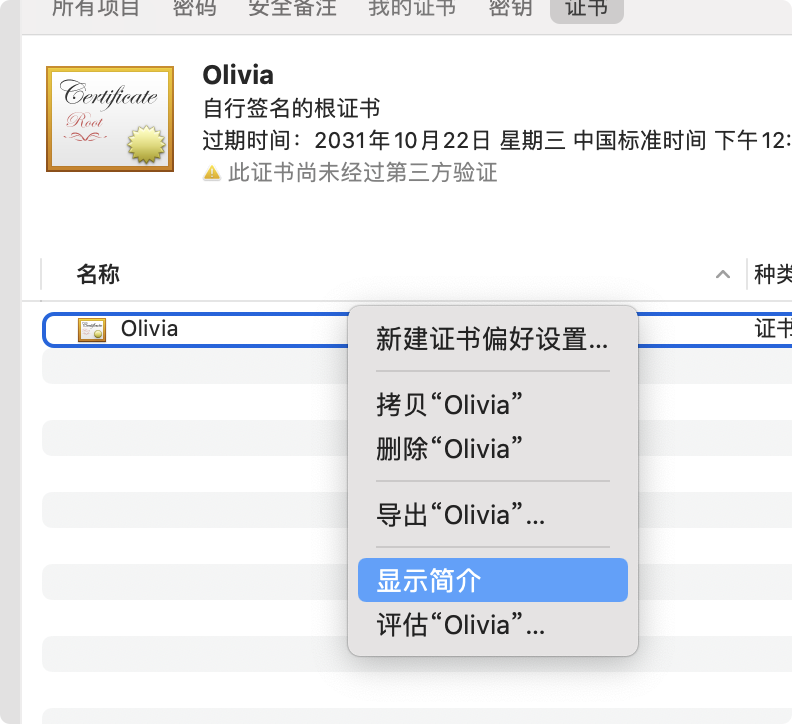 所有项目 密码 安全备注 我的证书 密钥 证书
Certificate
Root
Olivia
自行签名的根证书
过期时间：2031年10月22日 星期三 中国标准时间 下午12:
此证书尚未经过第三方验证
名称 种类
Olivia 证书
新建证书偏好设置...
拷贝“Olivia”
删除“Olivia”
导出“Olivia”...
显示简介
评估“Olivia”...